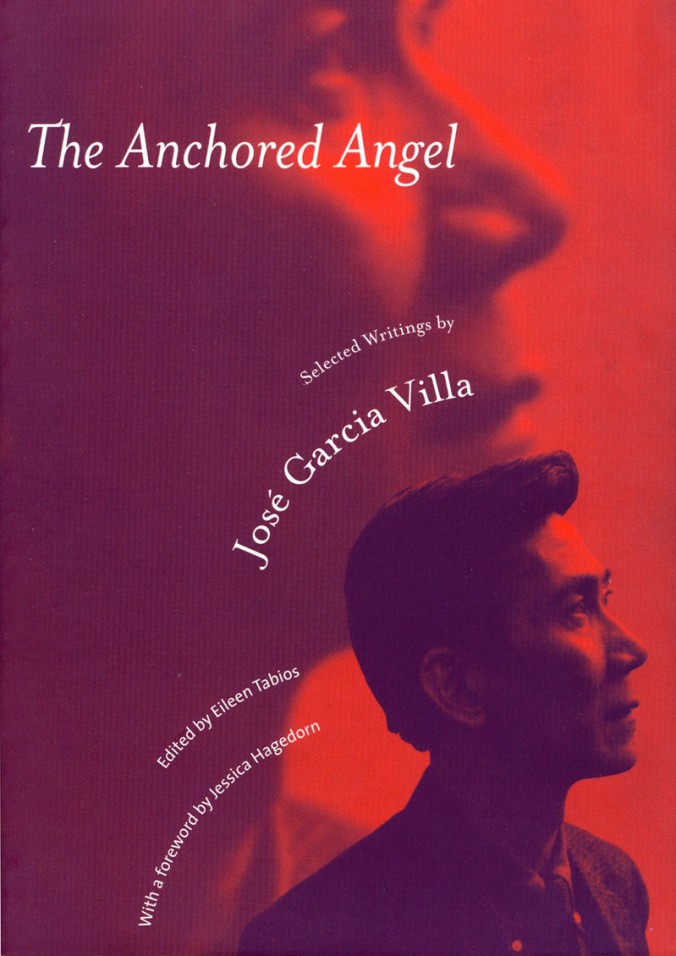 The Anchored Angel
Selected Writings by
José Garcia Villa
Edited by Eileen Tabios
With a foreword by Jessica Hagedorn